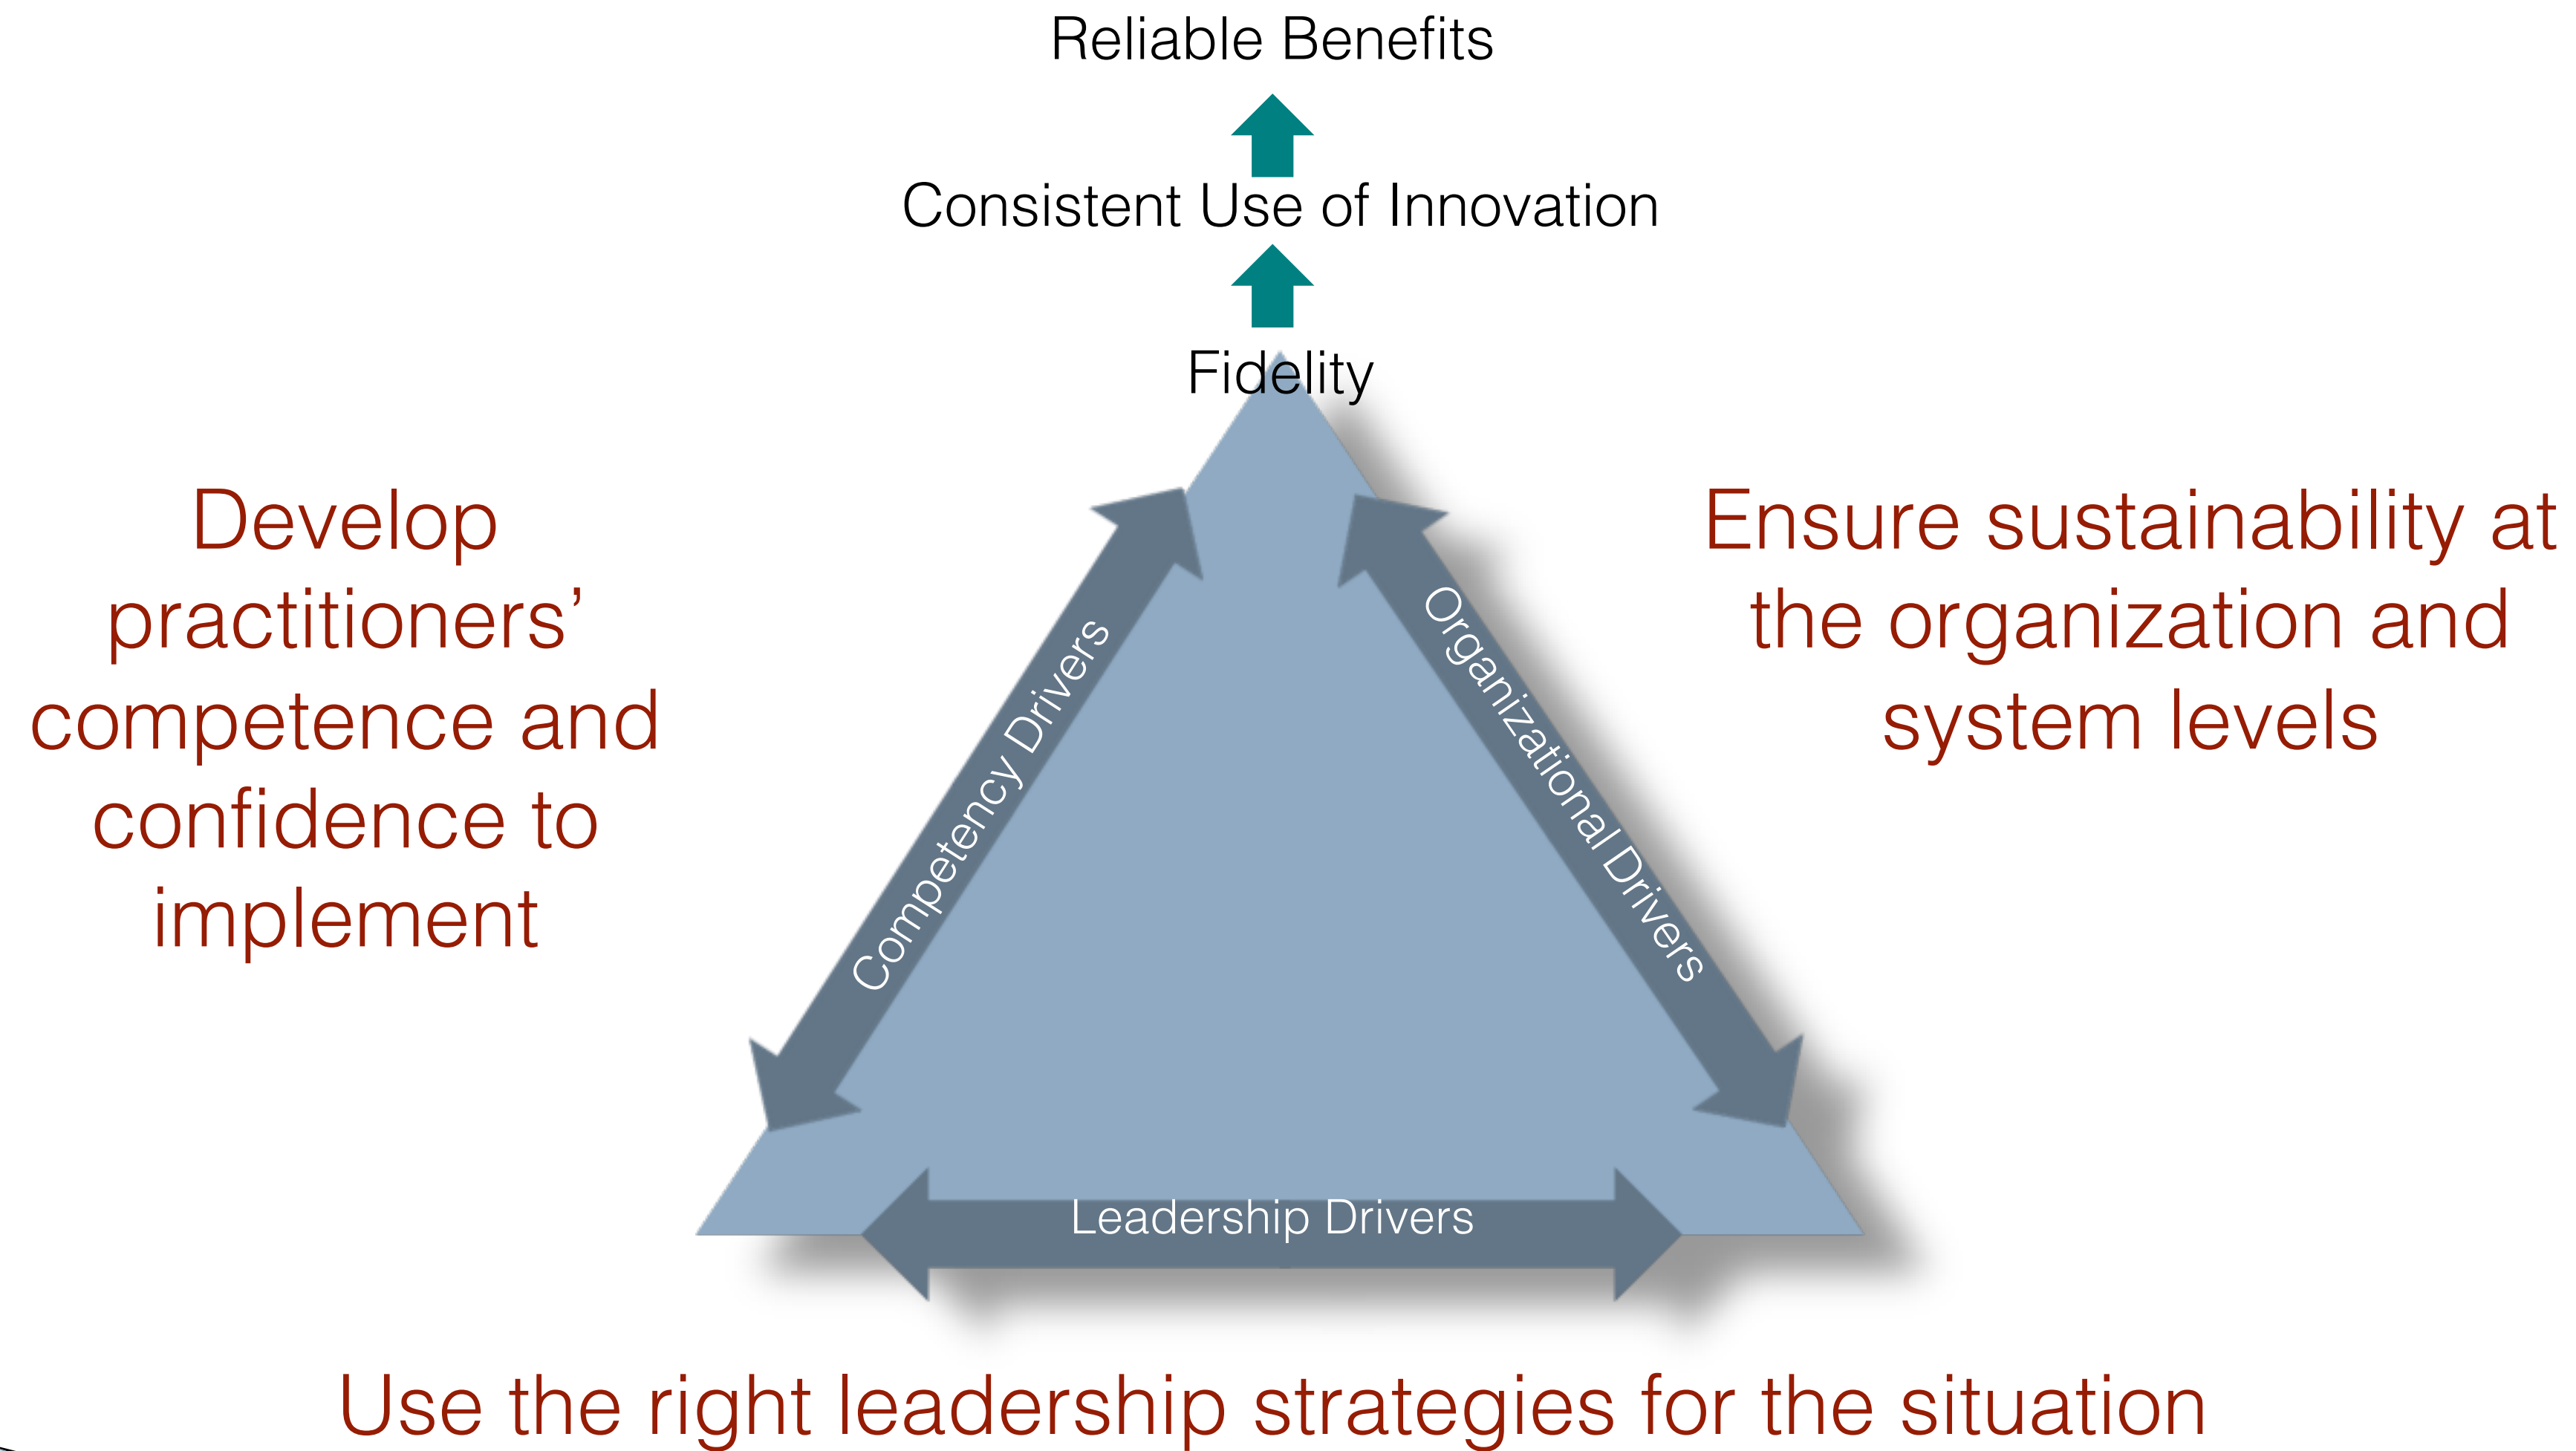 Reliable Benefits
Consistent Use of Innovation
Fidelity
Develop
practitioners’
competence and
confidence to
implement
Competency Drivers
Organizational Drivers
Ensure sustainability at
the organization and
system levels
Leadership Drivers
Use the right leadership strategies for the situation